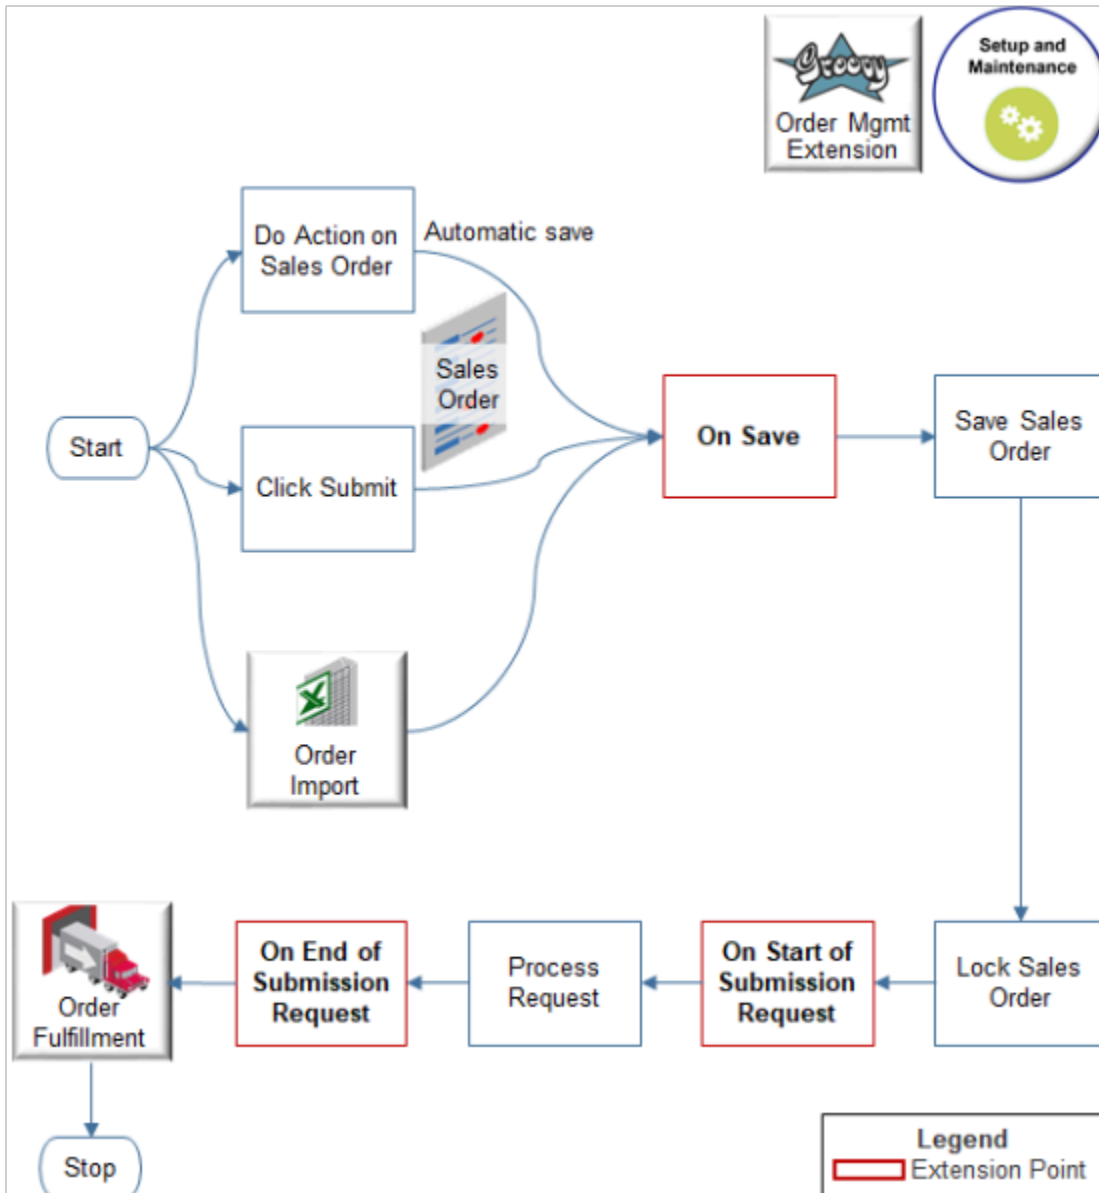 Groovy
Order Mgmt
Extension
Setup and
Maintenance
Do Action on
Sales Order
Automatic save
Sales
Order
Start
Click Submit
On Save
Save Sales
Order
Order
Import
Order
Fulfillment
On End of
Submission
Request
Process
Request
On Start of
Submission
Request
Lock Sales
Order
Stop
Legend
Extension Point